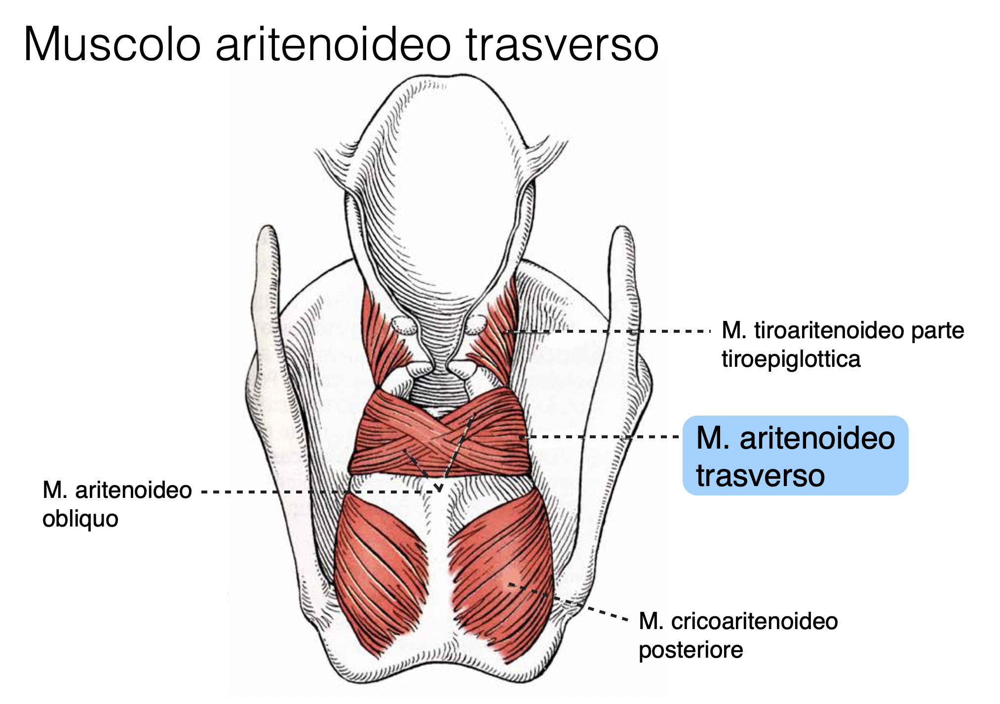 Muscolo aritenoideo trasverso
M. tiroaritenoideo parte
tiroepiglottica
M. aritenoideo
trasverso
M. aritenoideo
obliquo
M. cricoaritenoideo
posteriore